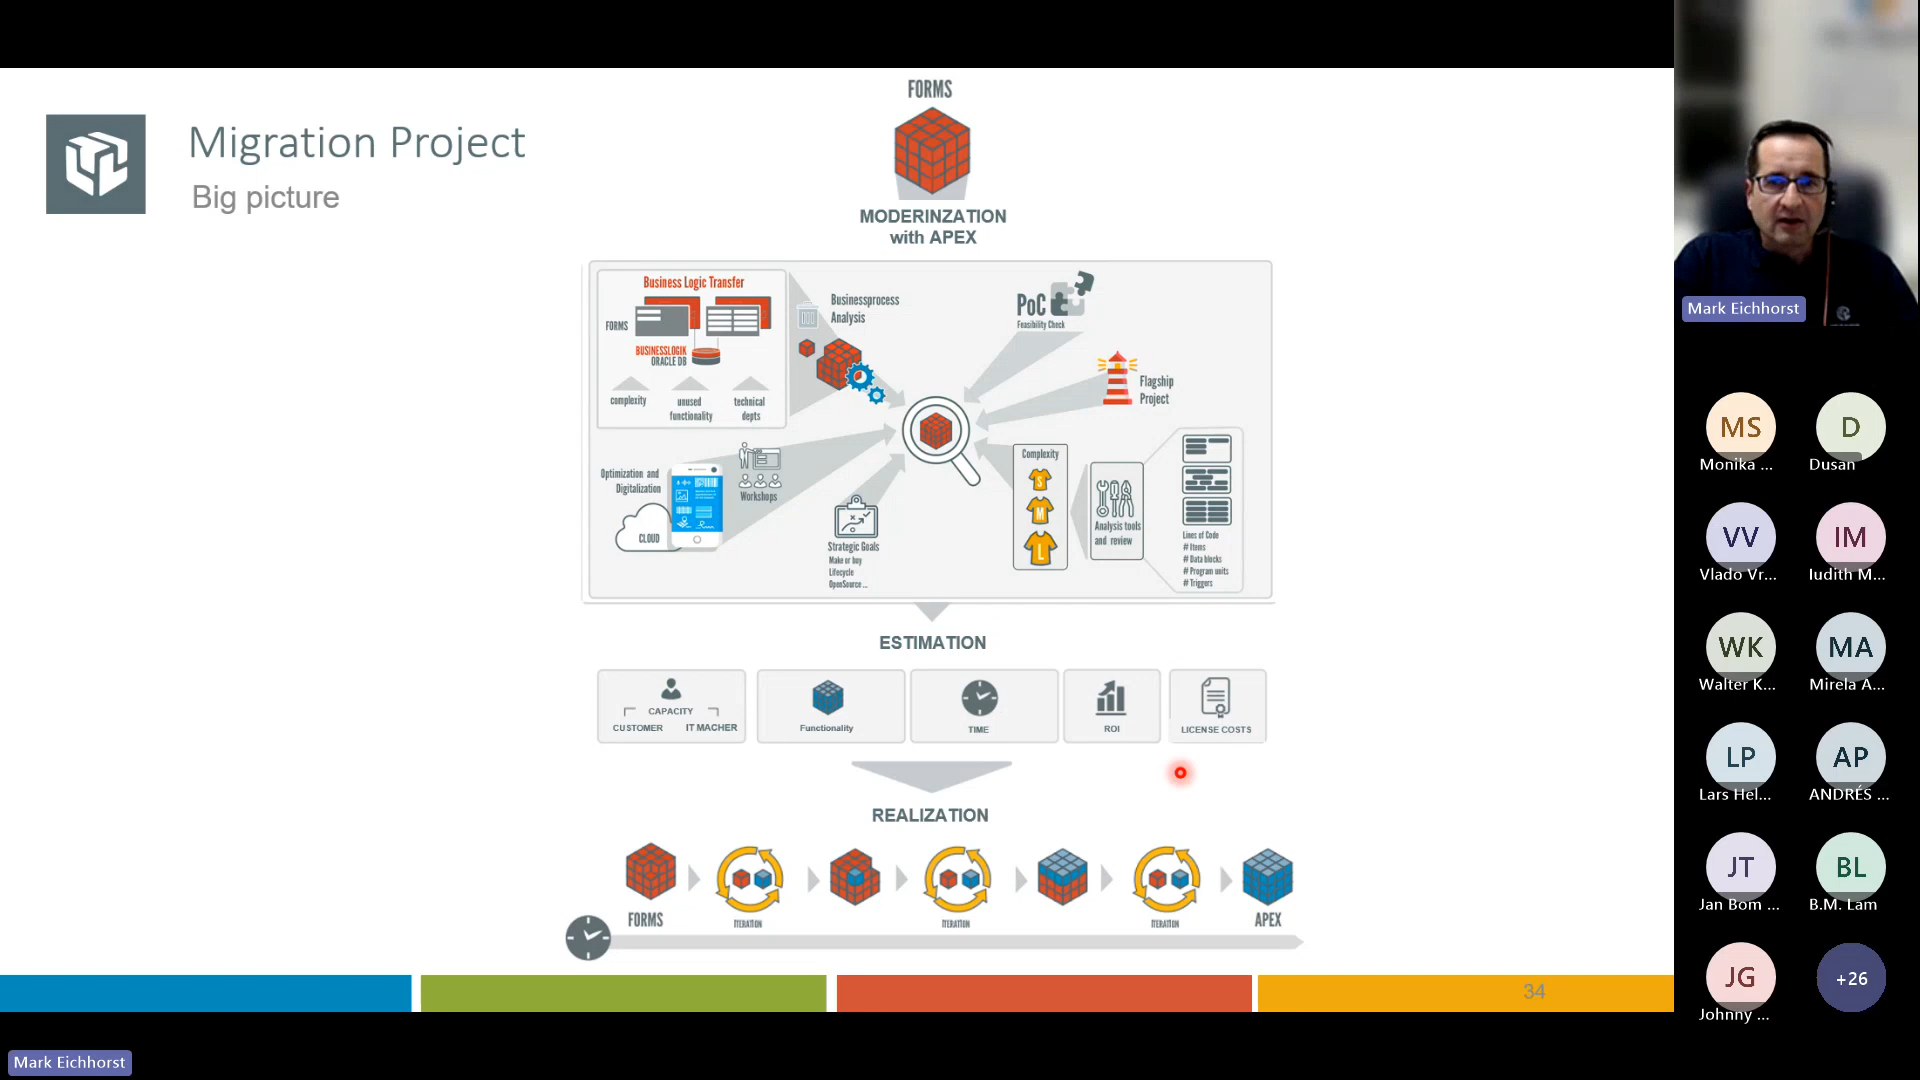 FORMS
Migration Project
Big picture
MODERINZATION
with APEX
Business Logic Transfer
FORMS
BUSINESSLOGIK
ORACLE DB
complexity
unused
functionality
technical
depts
Businessprocess
Analysis
PoC
Feasibility Check
Flagship
Project
Optimization and
Digitalization
CLOUD
Workshops
Strategic Goals
Make or buy
Lifecycle
OpenSource ...
Complexity
S
M
L
Analysis tools
and review
Lines of Code
# Items
# Data blocks
# Program units
# Triggers
ESTIMATION
CAPACITY
CUSTOMER IT MACHER
Functionality
TIME
ROI
LICENSE COSTS
REALIZATION
FORMS
ITERATION
ITERATION
ITERATION
APEX
34
Mark Eichhorst
Mark Eichhorst
MS
Monika ...
D
Dusan
VV
Vlado Vr...
IM
Iudith M...
WK
Walter K...
MA
Mirela A...
LP
Lars Hel...
AP
ANDRÉS ...
JT
Jan Bom ...
BL
B.M. Lam
JG
Johnny ...
+26